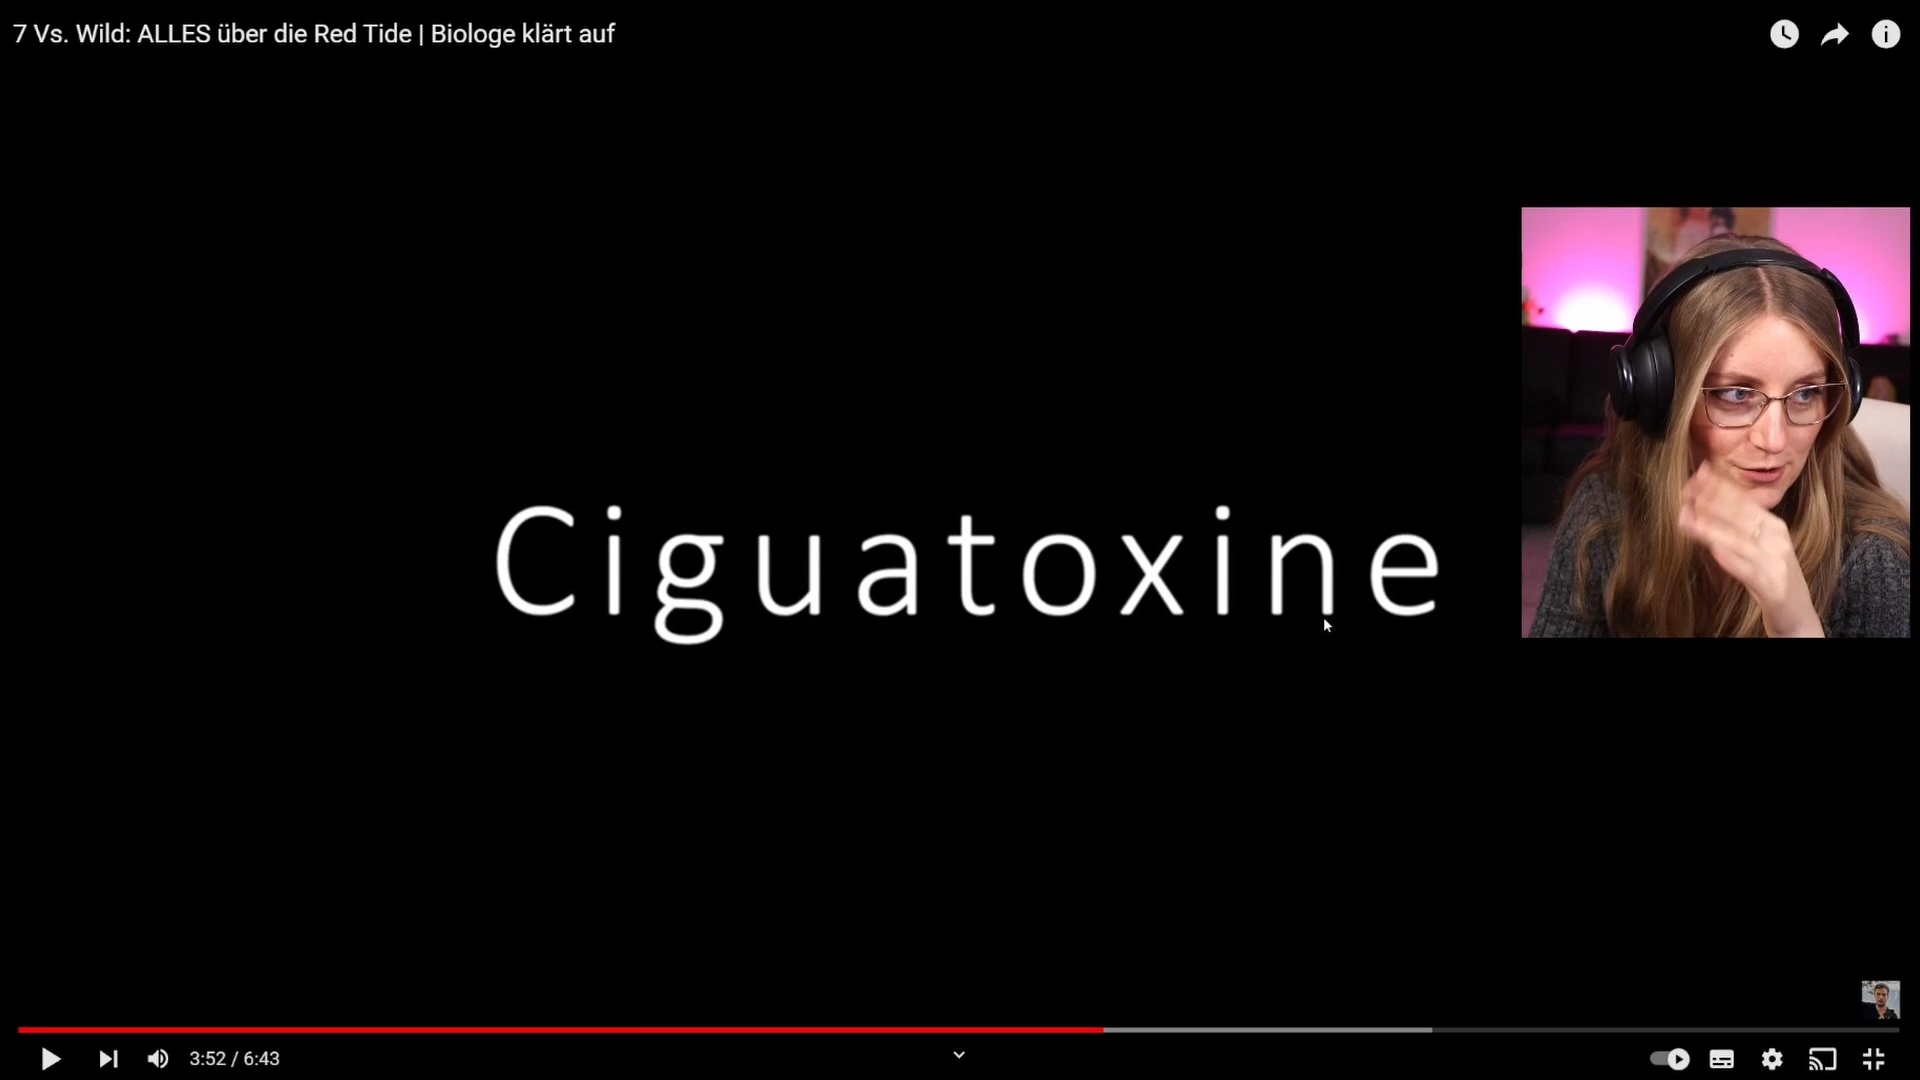 7 Vs. Wild: ALLES über die Red Tide | Biologe klärt auf
Ciguatoxine
3:52 / 6:43